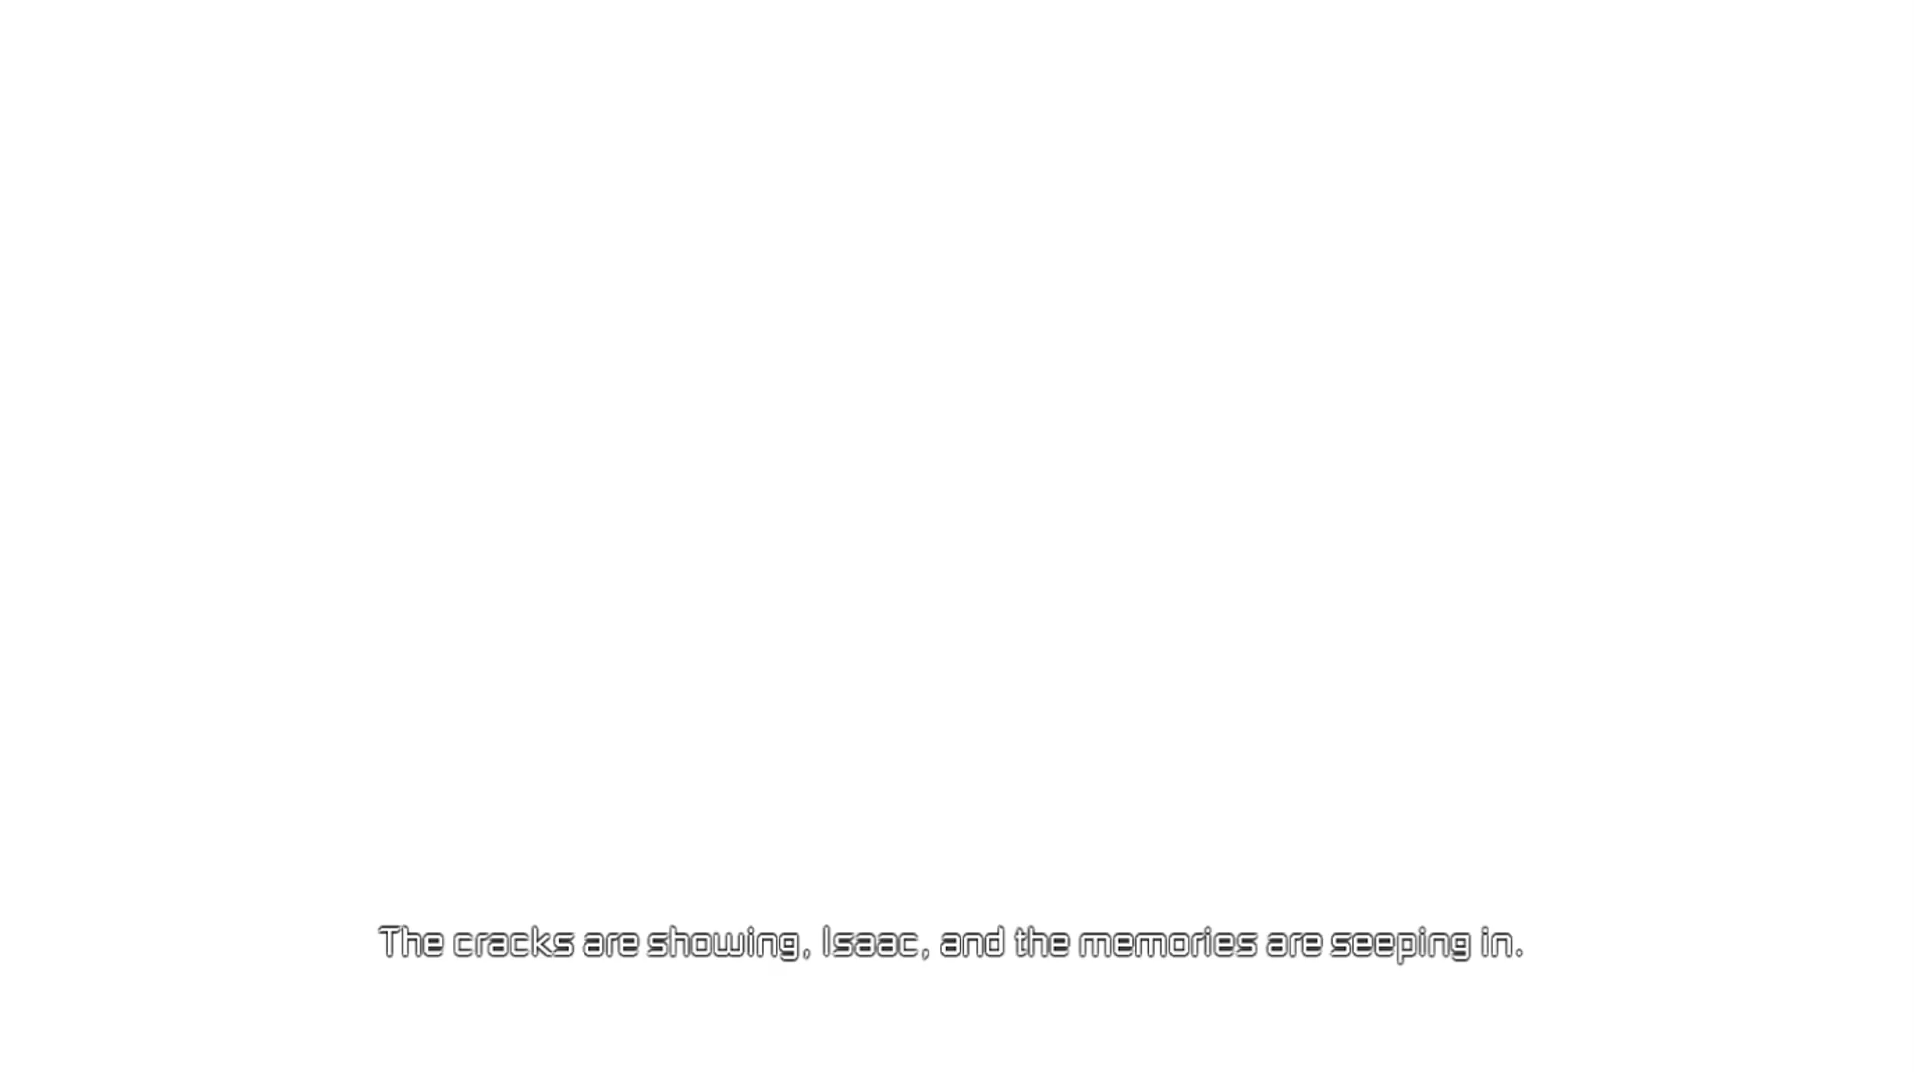 The cracks are showing, Isaac, and the memories are seeping in.